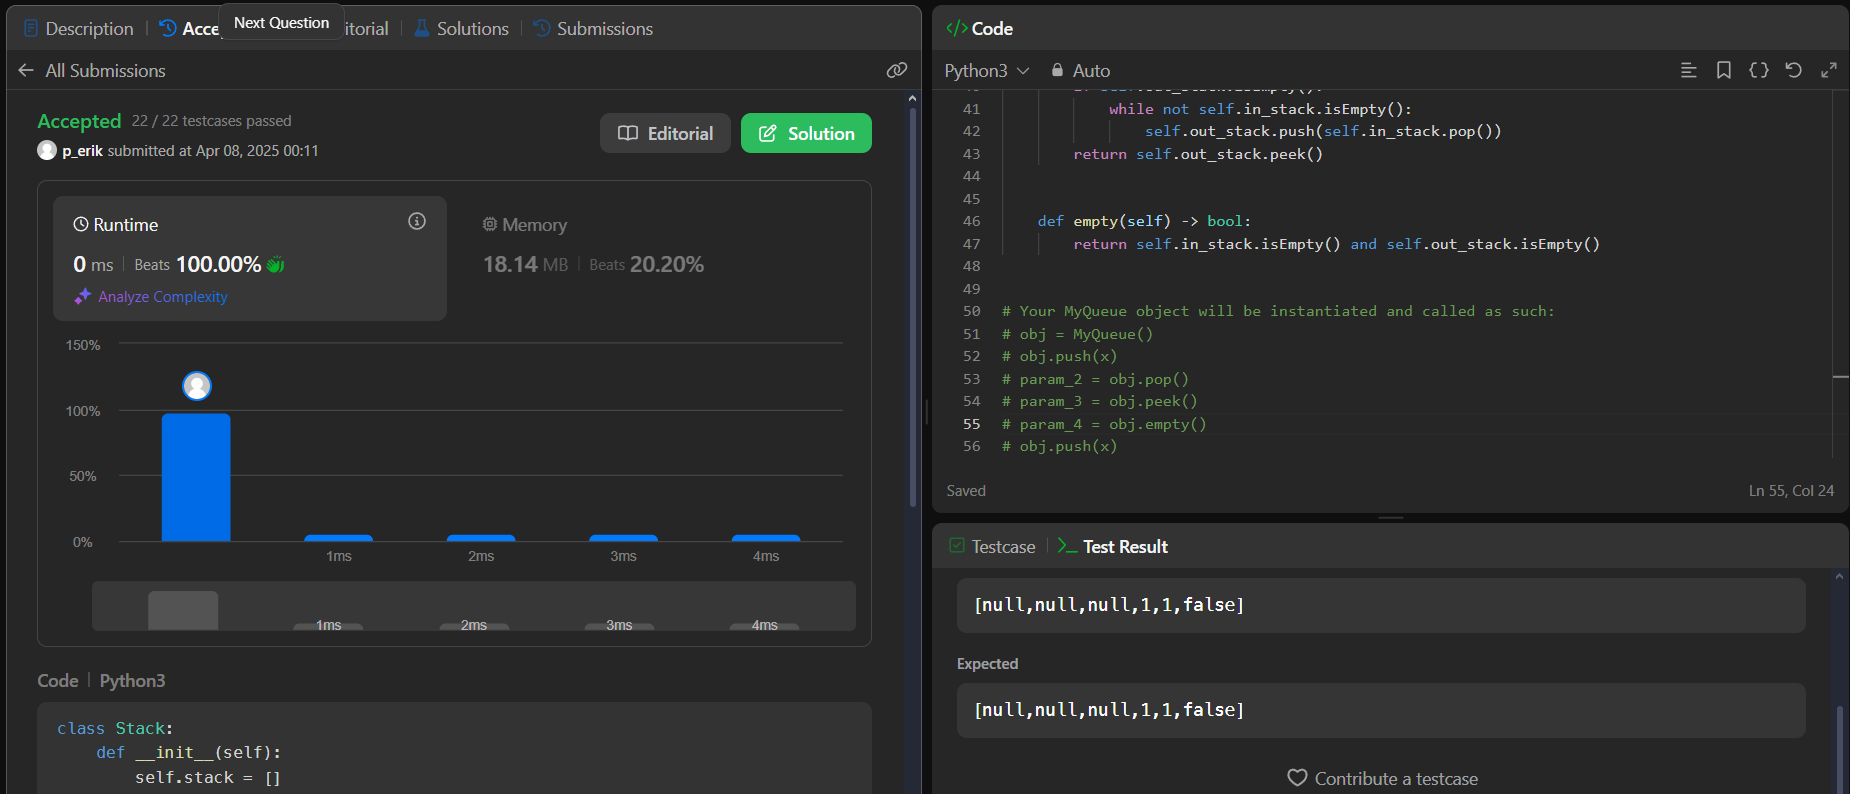 Description
Acce
Next Question
itorial
Solutions
Submissions
All Submissions
Accepted 22 / 22 testcases passed
p_erik submitted at Apr 08, 2025 00:11
Editorial
Solution
Runtime
0 ms Beats 100.00%
Analyze Complexity
Memory
18.14 MB Beats 20.20%
150%
100%
50%
0%
1ms 2ms 3ms 4ms
1ms 2ms 3ms 4ms
Code Python3
class Stack:
def __init__(self):
self.stack = []
</> Code
Python3 Auto
41 while not self.in_stack.isEmpty():
42 self.out_stack.push(self.in_stack.pop())
43 return self.out_stack.peek()
44
45
46 def empty(self) -> bool:
47 return self.in_stack.isEmpty() and self.out_stack.isEmpty()
48
49
50 # Your MyQueue object will be instantiated and called as such:
51 # obj = MyQueue()
52 # obj.push(x)
53 # param_2 = obj.pop()
54 # param_3 = obj.peek()
55 # param_4 = obj.empty()
56 # obj.push(x)
Saved
Ln 55, Col 24
Testcase
Test Result
[null,null,null,1,1,false]
Expected
[null,null,null,1,1,false]
Contribute a testcase